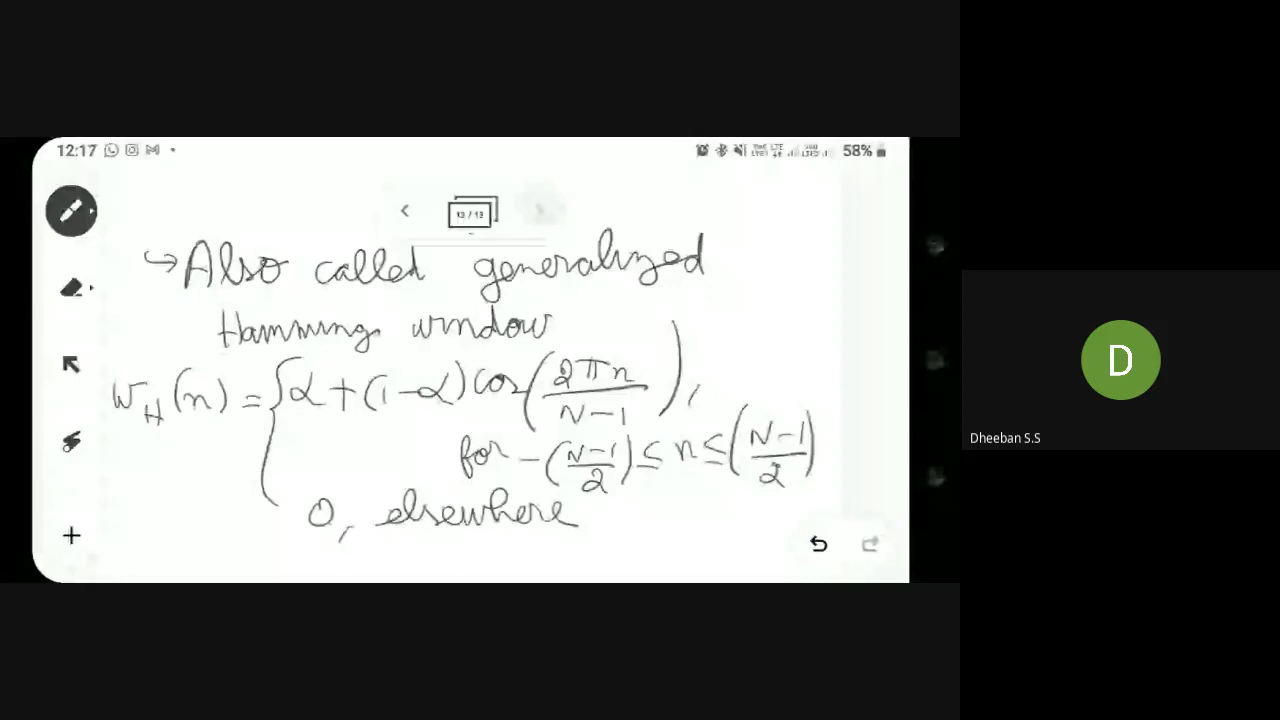 12:17
58%
13 / 13
↪ Also called generalized
Hamming window
W_H(n) = { α + (1-α) cos(2πn / N-1),
for -(N-1 / 2) ≤ n ≤ (N-1 / 2)
0, elsewhere
D
Dheeban S.S